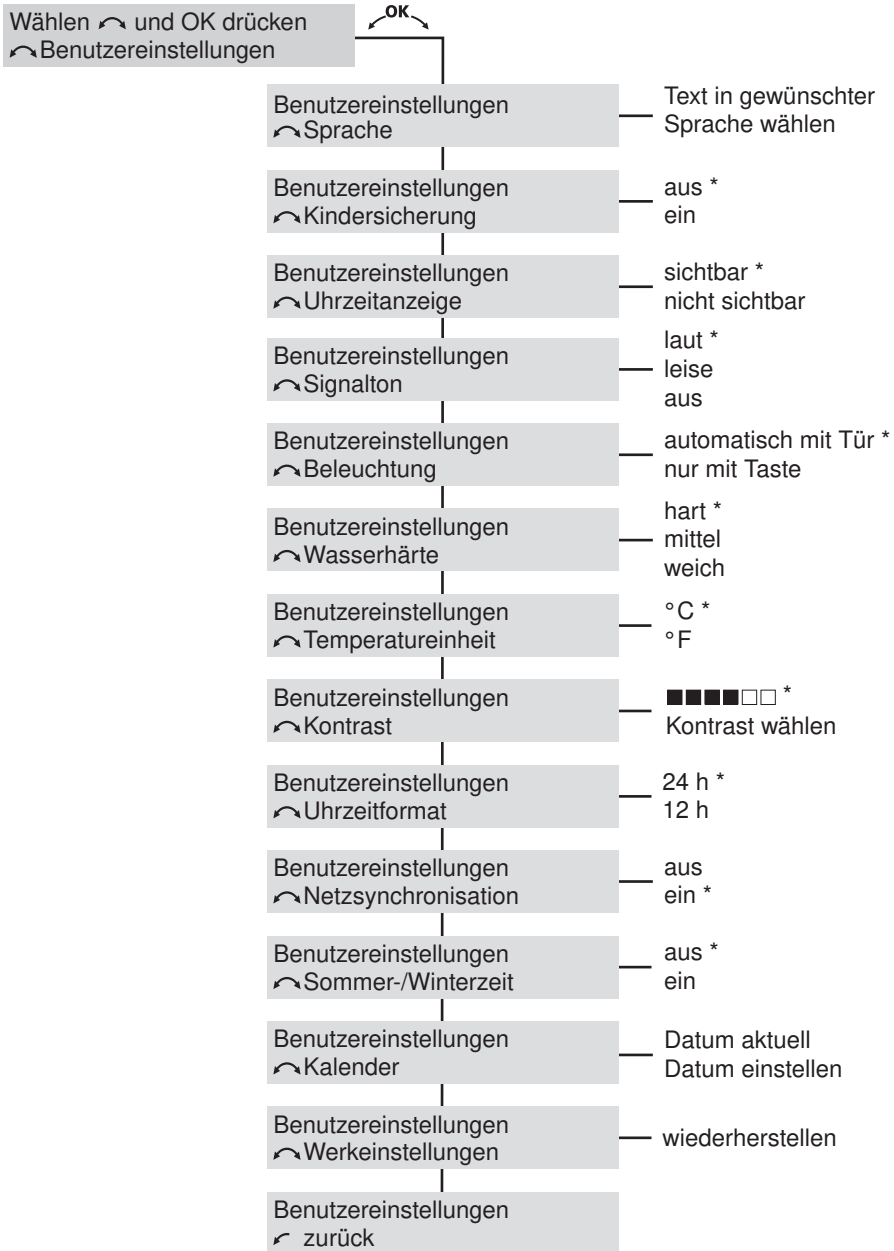 Wählen und OK drücken
Benutzereinstellungen
OK
Benutzereinstellungen
Sprache
Text in gewünschter
Sprache wählen
Benutzereinstellungen
Kindersicherung
aus *
ein
Benutzereinstellungen
Uhrzeitanzeige
sichtbar *
nicht sichtbar
Benutzereinstellungen
Signalton
laut *
leise
aus
Benutzereinstellungen
Beleuchtung
automatisch mit Tür *
nur mit Taste
Benutzereinstellungen
Wasserhärte
hart *
mittel
weich
Benutzereinstellungen
Temperatureinheit
°C *
°F
Benutzereinstellungen
Kontrast
■■■■□□ *
Kontrast wählen
Benutzereinstellungen
Uhrzeitformat
24 h *
12 h
Benutzereinstellungen
Netzsynchronisation
aus
ein *
Benutzereinstellungen
Sommer-/Winterzeit
aus *
ein
Benutzereinstellungen
Kalender
Datum aktuell
Datum einstellen
Benutzereinstellungen
Werkeinstellungen
wiederherstellen
Benutzereinstellungen
zurück